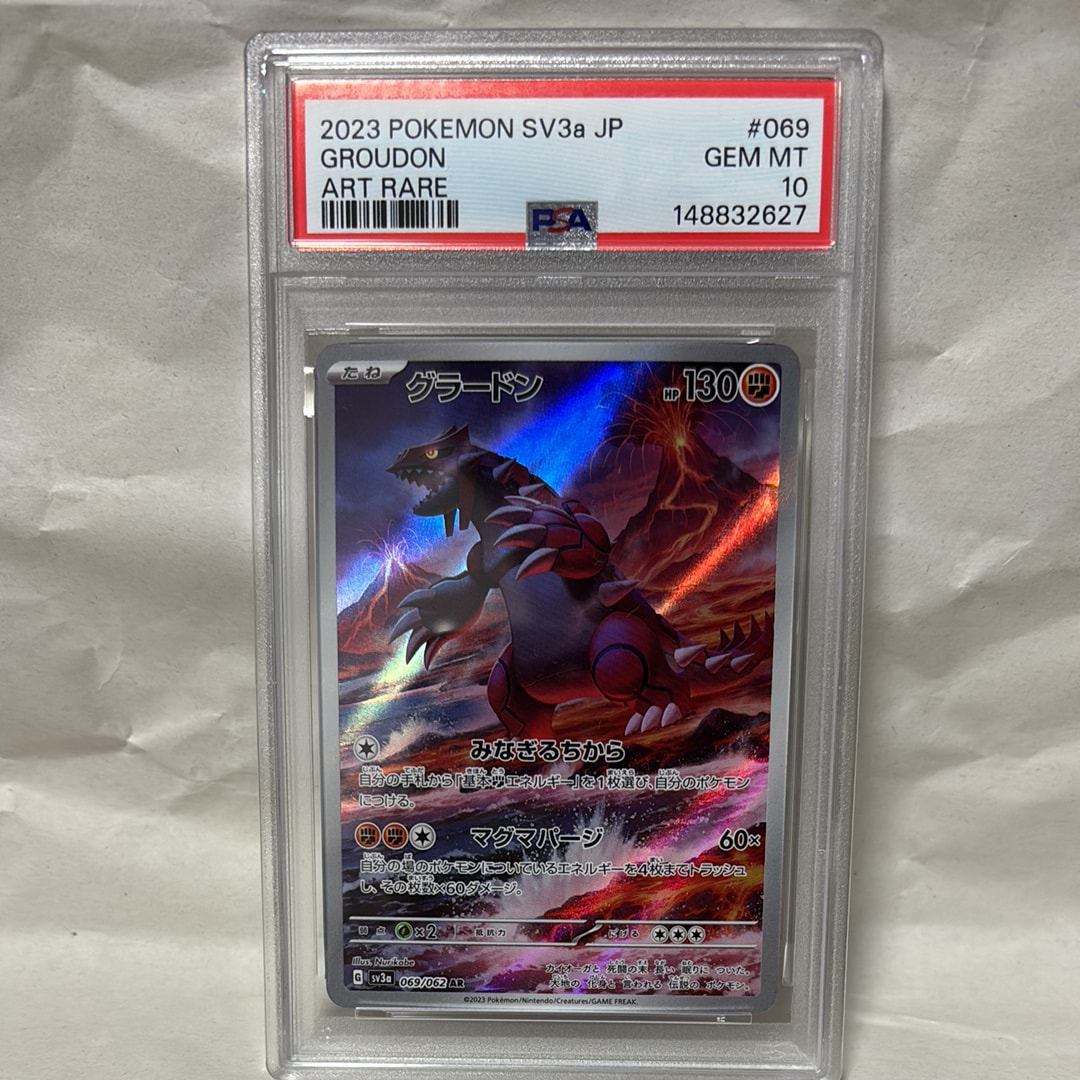 2023 POKEMON SV3a JP #069
GROUDON GEM MT
ART RARE 10
PSA 148832627
たね グラードン HP 130
みなぎるちから
自分の手札から「基本エネルギー」を1枚選び、自分のポケモン
につける。
マグマパージ 60×
自分の場のポケモンについているエネルギーを4枚までトラッシュ
し、その枚数×60ダメージ。
弱点 ×2 抵抗力 にげる
Illus. Nurikabe
カイオーガと 死闘の末 長い 眠りに ついた。
G sv3a 069/062 AR 大地の 化身と 言われる 伝説の ポケモン。
©2023 Pokémon/Nintendo/Creatures/GAME FREAK.